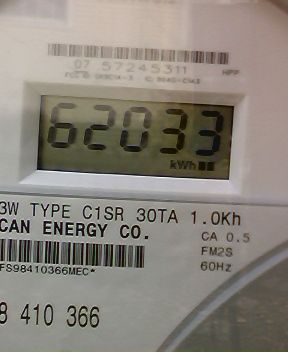 07 57245311
62033
kWh
3W TYPE C1SR 30TA 1.0Kh
CAN ENERGY CO.
CA 0.5
FM2S
60Hz
FS98410366MEC*
8 410 366